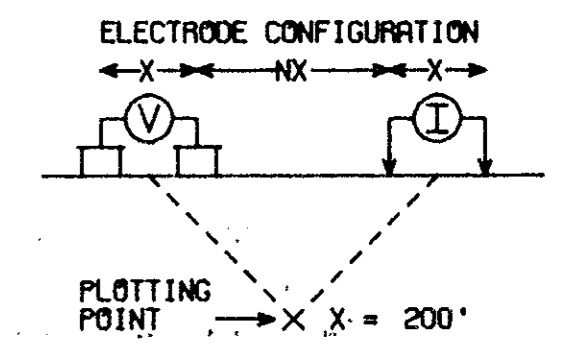 ELECTRODE CONFIGURATION
X NX X
V I
PLOTTING
POINT X X = 200'